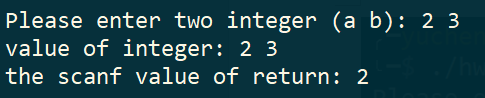 Please enter two integer (a b): 2 3
value of integer: 2 3
the scanf value of return: 2